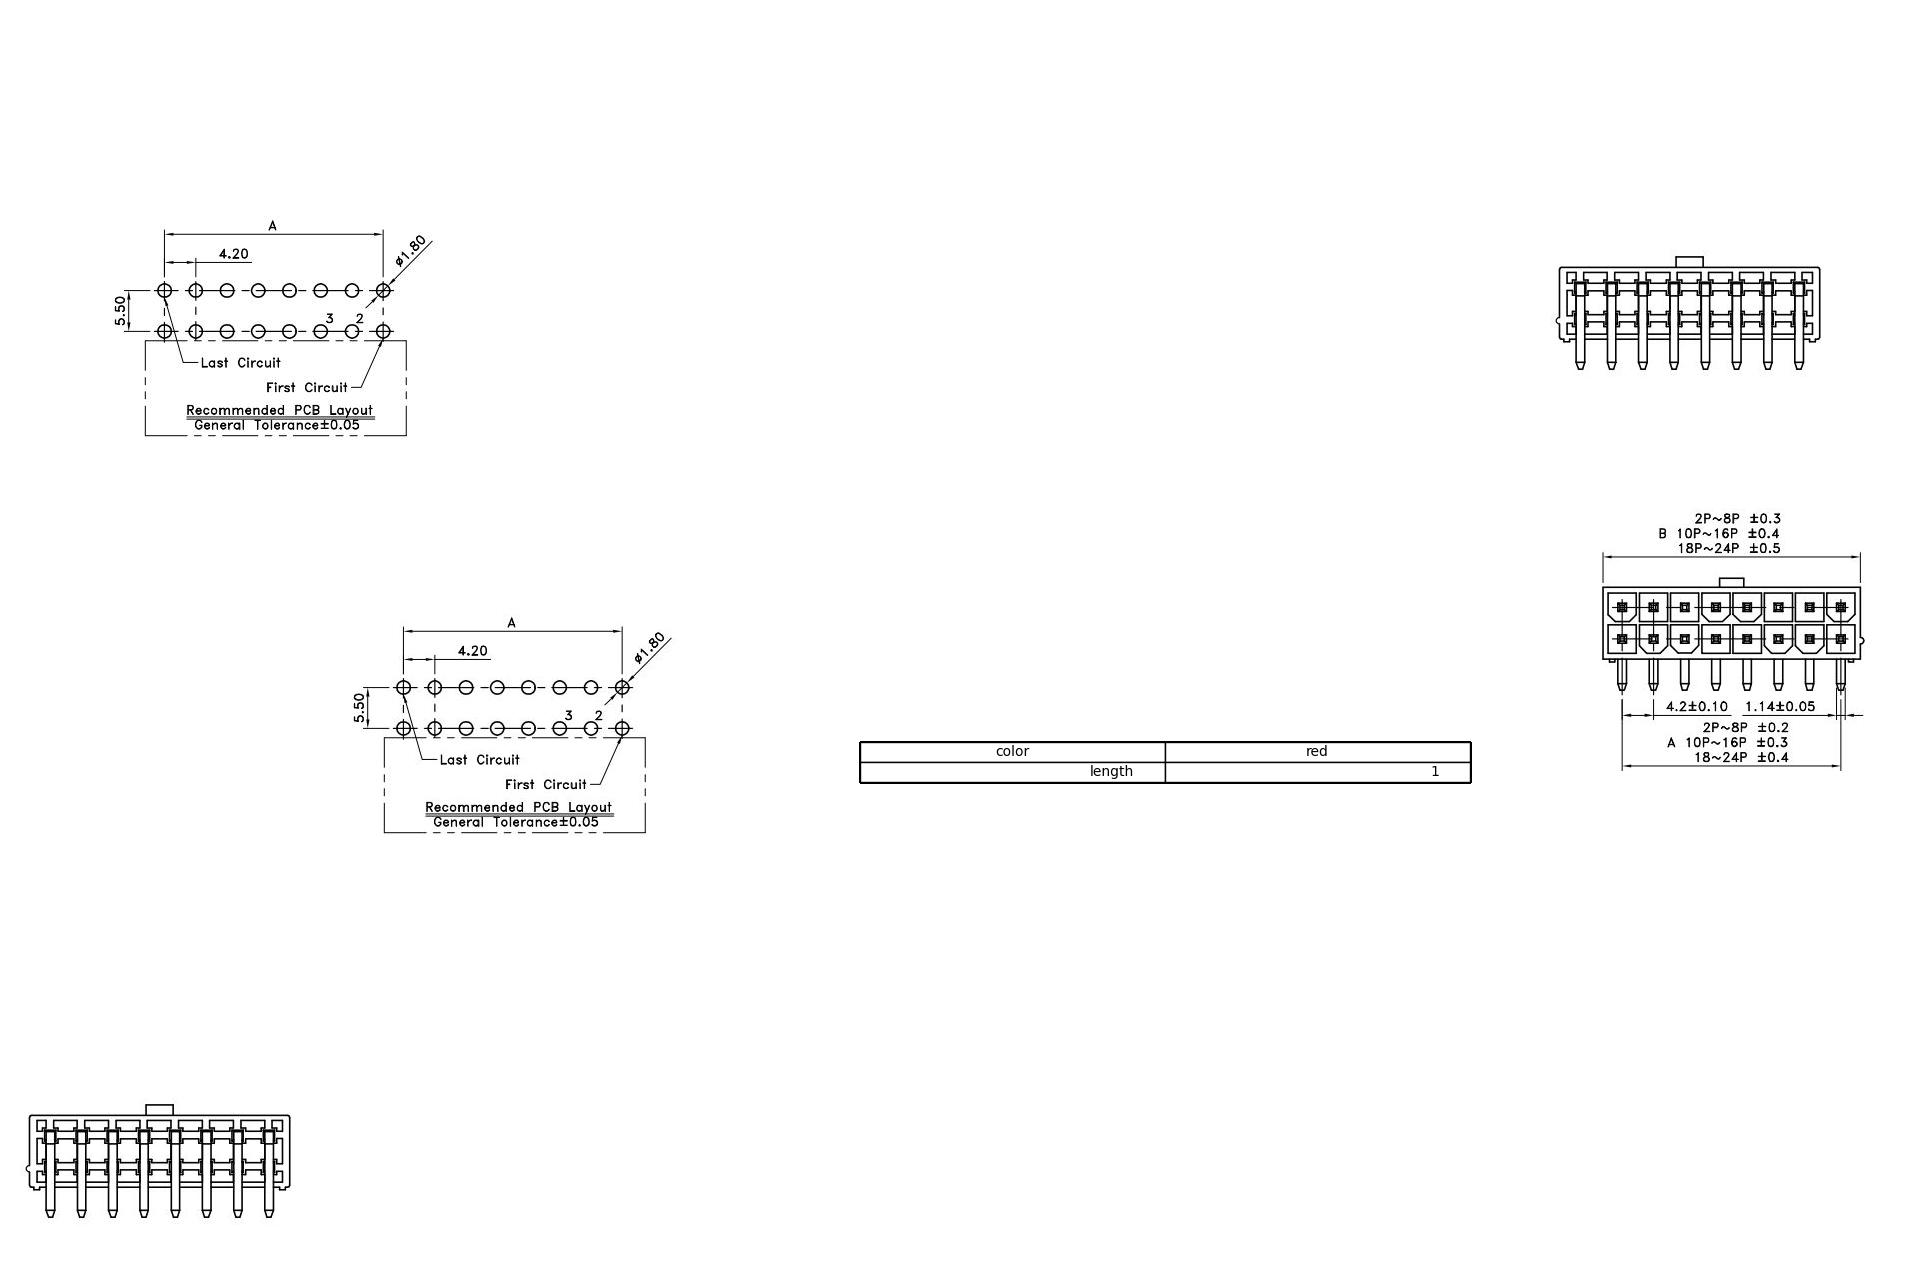 A
4.20
ø1.80
5.50
3 2
Last Circuit
First Circuit
Recommended PCB Layout
General Tolerance±0.05
2P~8P ±0.3
B 10P~16P ±0.4
18P~24P ±0.5
4.2±0.10 1.14±0.05
2P~8P ±0.2
A 10P~16P ±0.3
18~24P ±0.4
A
4.20
ø1.80
5.50
3 2
Last Circuit
First Circuit
Recommended PCB Layout
General Tolerance±0.05
color red
length 1